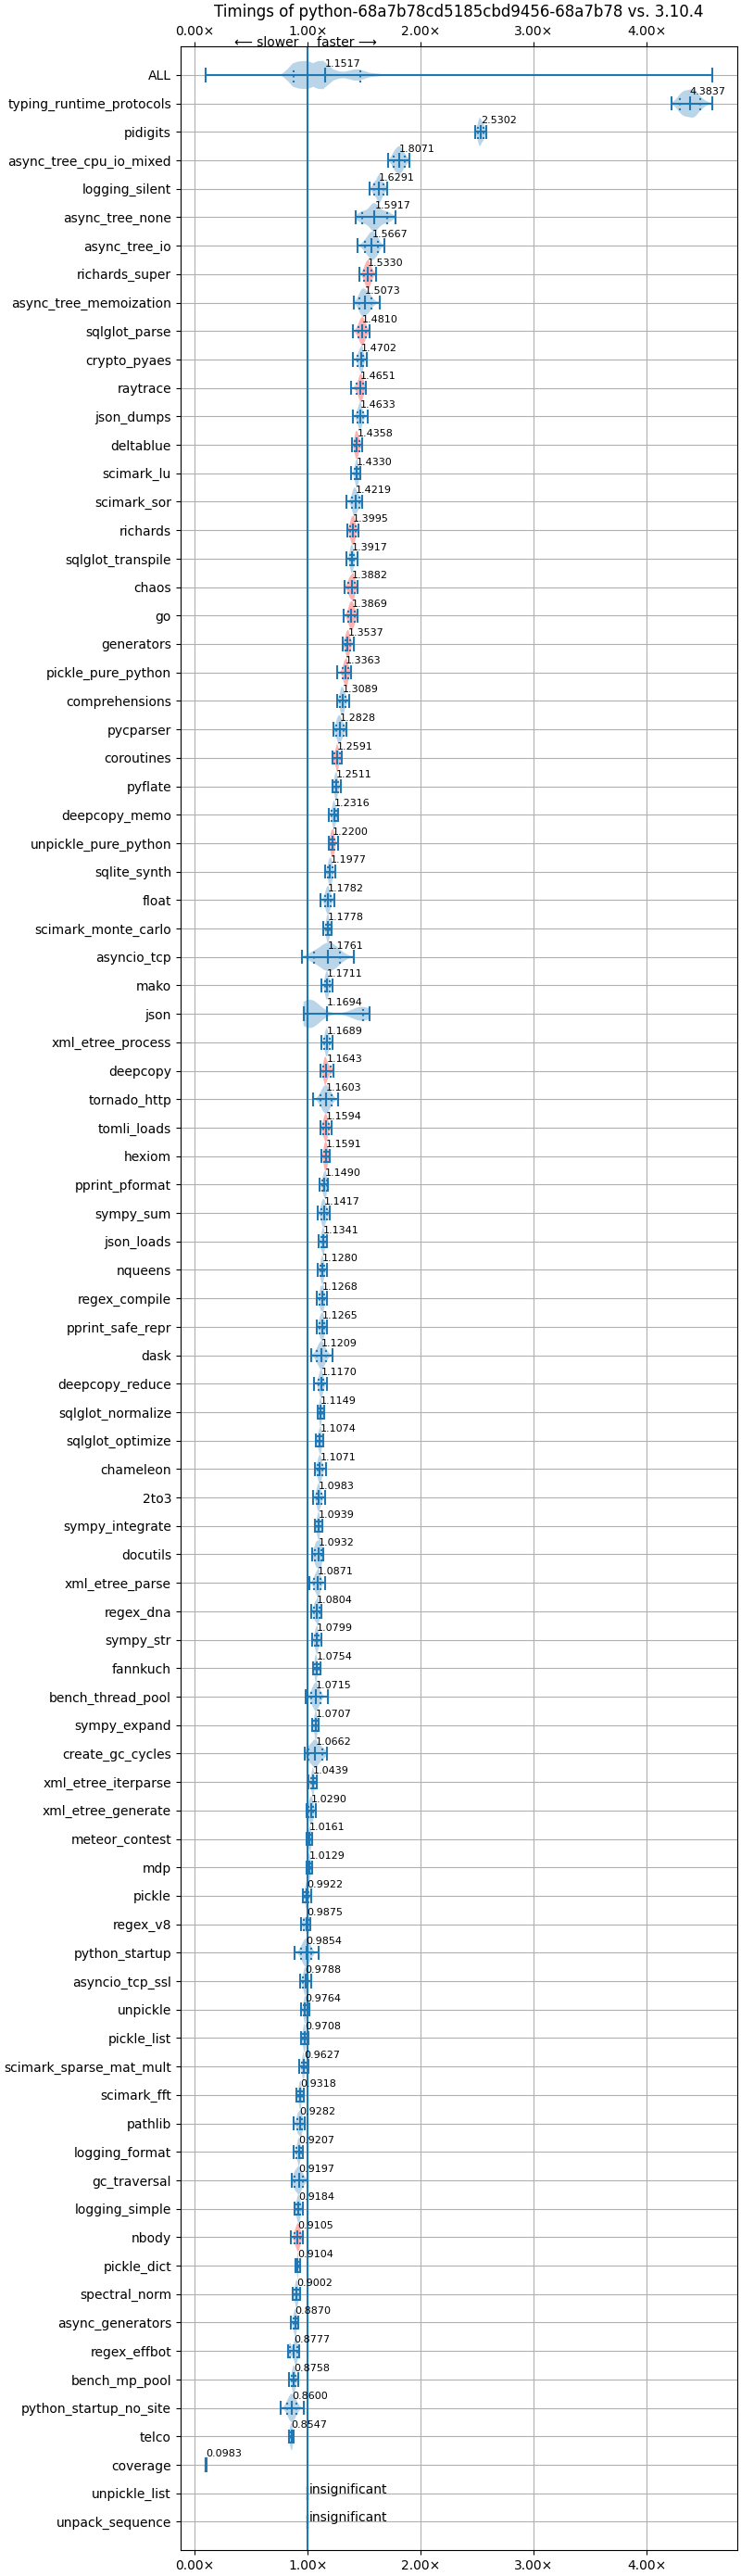 Timings of python-68a7b78cd5185cbd9456-68a7b78 vs. 3.10.4
0.00× 1.00× 2.00× 3.00× 4.00×
⟵ slower faster ⟶
ALL 1.1517
typing_runtime_protocols 4.3837
pidigits 2.5302
async_tree_cpu_io_mixed 1.8071
logging_silent 1.6291
async_tree_none 1.5917
async_tree_io 1.5667
richards_super 1.5330
async_tree_memoization 1.5073
sqlglot_parse 1.4810
crypto_pyaes 1.4702
raytrace 1.4651
json_dumps 1.4633
deltablue 1.4358
scimark_lu 1.4330
scimark_sor 1.4219
richards 1.3995
sqlglot_transpile 1.3917
chaos 1.3882
go 1.3869
generators 1.3537
pickle_pure_python 1.3363
comprehensions 1.3089
pycparser 1.2828
coroutines 1.2591
pyflate 1.2511
deepcopy_memo 1.2316
unpickle_pure_python 1.2200
sqlite_synth 1.1977
float 1.1782
scimark_monte_carlo 1.1778
asyncio_tcp 1.1761
mako 1.1711
json 1.1694
xml_etree_process 1.1689
deepcopy 1.1643
tornado_http 1.1603
tomli_loads 1.1594
hexiom 1.1591
pprint_pformat 1.1490
sympy_sum 1.1417
json_loads 1.1341
nqueens 1.1280
regex_compile 1.1268
pprint_safe_repr 1.1265
dask 1.1209
deepcopy_reduce 1.1170
sqlglot_normalize 1.1149
sqlglot_optimize 1.1074
chameleon 1.1071
2to3 1.0983
sympy_integrate 1.0939
docutils 1.0932
xml_etree_parse 1.0871
regex_dna 1.0804
sympy_str 1.0799
fannkuch 1.0754
bench_thread_pool 1.0715
sympy_expand 1.0707
create_gc_cycles 1.0662
xml_etree_iterparse 1.0439
xml_etree_generate 1.0290
meteor_contest 1.0161
mdp 1.0129
pickle 0.9922
regex_v8 0.9875
python_startup 0.9854
asyncio_tcp_ssl 0.9788
unpickle 0.9764
pickle_list 0.9708
scimark_sparse_mat_mult 0.9627
scimark_fft 0.9318
pathlib 0.9282
logging_format 0.9207
gc_traversal 0.9197
logging_simple 0.9184
nbody 0.9105
pickle_dict 0.9104
spectral_norm 0.9002
async_generators 0.8870
regex_effbot 0.8777
bench_mp_pool 0.8758
python_startup_no_site 0.8600
telco 0.8547
coverage 0.0983
unpickle_list insignificant
unpack_sequence insignificant
0.00× 1.00× 2.00× 3.00× 4.00×